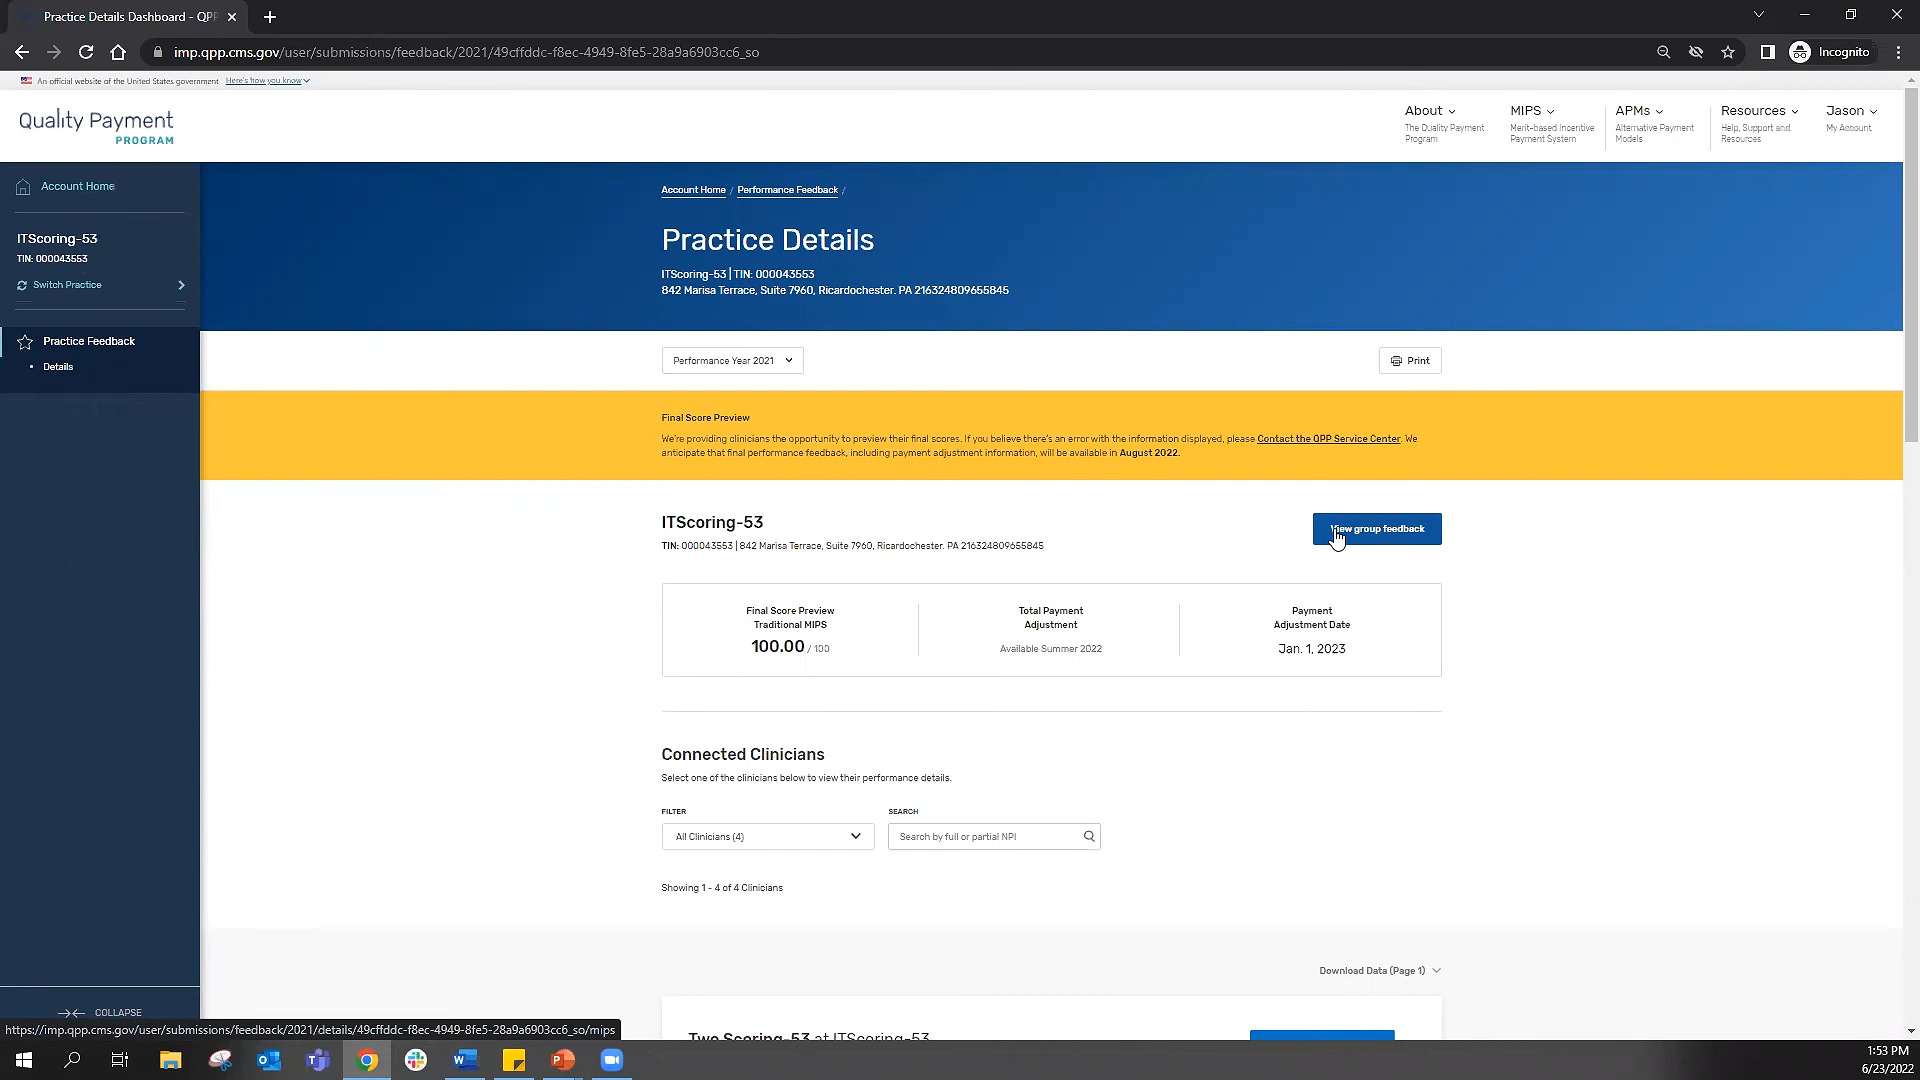 Practice Details Dashboard - QPP
imp.qpp.cms.gov/user/submissions/feedback/2021/49cffddc-f8ec-4949-8fe5-28a9a6903cc6_so
Incognito
An official website of the United States government Here's how you know
Quality Payment
PROGRAM
About
The Quality Payment
Program
MIPS
Merit-based Incentive
Payment System
APMs
Alternative Payment
Models
Resources
Help, Support and
Resources
Jason
My Account
Account Home
ITScoring-53
TIN: 000043553
Switch Practice
Practice Feedback
• Details
COLLAPSE
Account Home / Performance Feedback /
Practice Details
ITScoring-53 | TIN: 000043553
842 Marisa Terrace, Suite 7960, Ricardochester. PA 216324809655845
Performance Year 2021
Print
Final Score Preview
We're providing clinicians the opportunity to preview their final scores. If you believe there's an error with the information displayed, please Contact the QPP Service Center. We
anticipate that final performance feedback, including payment adjustment information, will be available in August 2022.
ITScoring-53
TIN: 000043553 | 842 Marisa Terrace, Suite 7960, Ricardochester. PA 216324809655845
View group feedback
Final Score Preview
Traditional MIPS
100.00 / 100
Total Payment
Adjustment
Available Summer 2022
Payment
Adjustment Date
Jan. 1, 2023
Connected Clinicians
Select one of the clinicians below to view their performance details.
FILTER
All Clinicians (4)
SEARCH
Search by full or partial NPI
Showing 1 - 4 of 4 Clinicians
Download Data (Page 1)
Two Scoring-53 at ITScoring-53
https://imp.qpp.cms.gov/user/submissions/feedback/2021/details/49cffddc-f8ec-4949-8fe5-28a9a6903cc6_so/mips
1:53 PM
6/23/2022